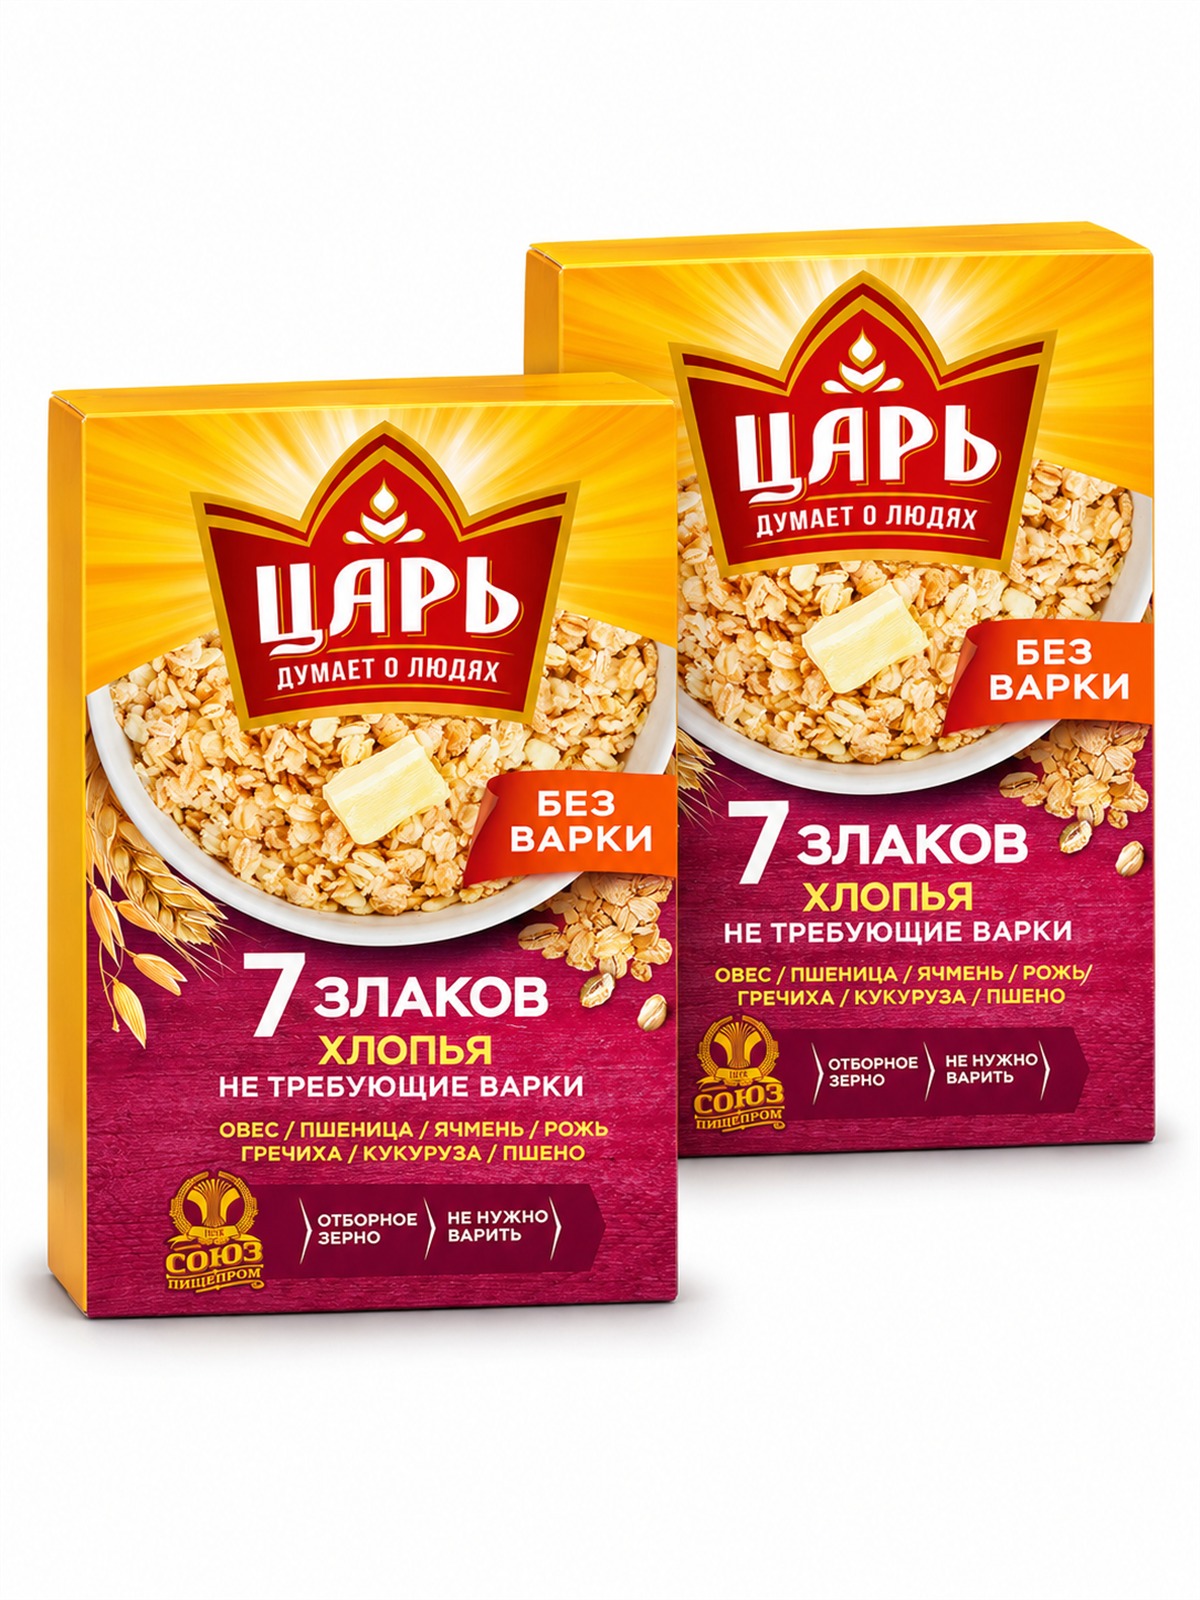 ЦАРЬ
ДУМАЕТ О ЛЮДЯХ
БЕЗ
ВАРКИ
7 ЗЛАКОВ
ХЛОПЬЯ
НЕ ТРЕБУЮЩИЕ ВАРКИ
ОВЕС / ПШЕНИЦА / ЯЧМЕНЬ / РОЖЬ
ГРЕЧИХА / КУКУРУЗА / ПШЕНО
СОЮЗ
ПИЩЕПРОМ
ОТБОРНОЕ
ЗЕРНО
НЕ НУЖНО
ВАРИТЬ
ЦАРЬ
ДУМАЕТ О ЛЮДЯХ
БЕЗ
ВАРКИ
7 ЗЛАКОВ
ХЛОПЬЯ
НЕ ТРЕБУЮЩИЕ ВАРКИ
ОВЕС / ПШЕНИЦА / ЯЧМЕНЬ / РОЖЬ/
ГРЕЧИХА / КУКУРУЗА / ПШЕНО
СОЮЗ
ПИЩЕПРОМ
ОТБОРНОЕ
ЗЕРНО
НЕ НУЖНО
ВАРИТЬ